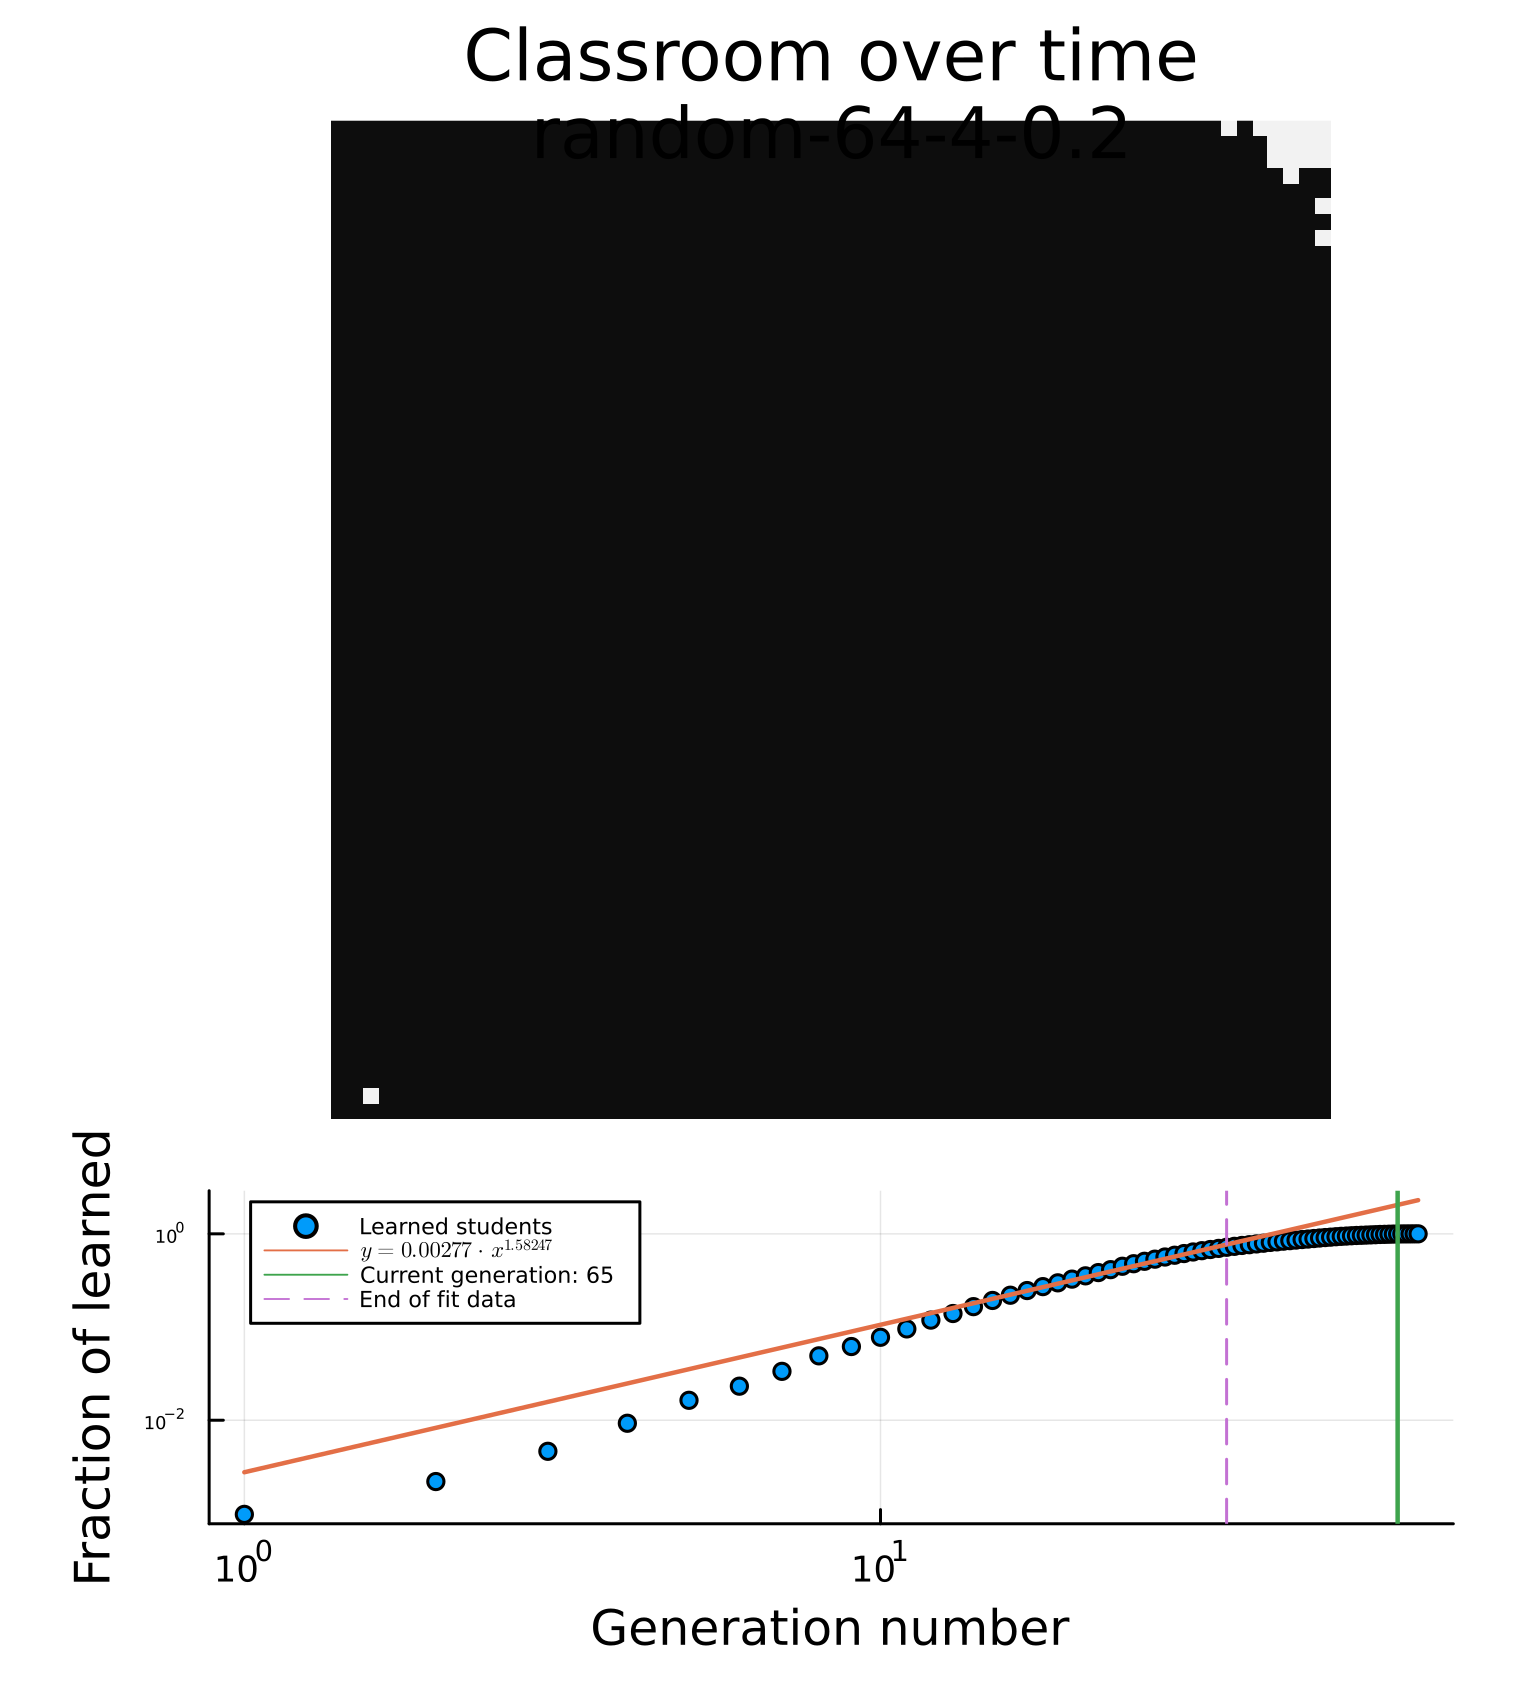 Classroom over time
random-64-4-0.2
Fraction of learned
10⁰
10⁻²
Learned students
y = 0.00277 · x^1.58247
Current generation: 65
End of fit data
10⁰
10¹
Generation number